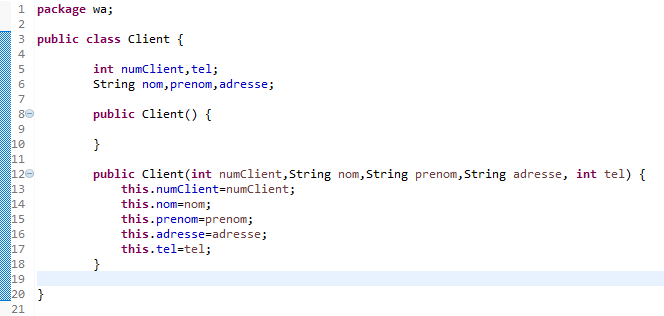 1 package wa;
2
3 public class Client {
4
5 int numClient,tel;
6 String nom,prenom,adresse;
7
8 public Client() {
9
10 }
11
12 public Client(int numClient,String nom,String prenom,String adresse, int tel) {
13 this.numClient=numClient;
14 this.nom=nom;
15 this.prenom=prenom;
16 this.adresse=adresse;
17 this.tel=tel;
18 }
19
20 }
21